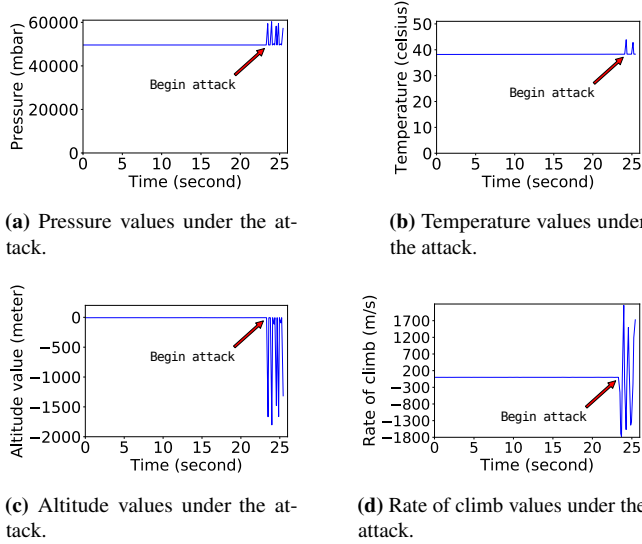 60000
40000
20000
0
Pressure (mbar)
Begin attack
0 5 10 15 20 25
Time (second)
(a) Pressure values under the at-
tack.
50
40
30
20
10
0
Temperature (celsius)
Begin attack
0 5 10 15 20 25
Time (second)
(b) Temperature values under
the attack.
0
−500
−1000
−1500
−2000
Altitude value (meter)
Begin attack
0 5 10 15 20 25
Time (second)
(c) Altitude values under the at-
tack.
1700
1200
700
200
−300
−800
−1300
−1800
Rate of climb (m/s)
Begin attack
0 5 10 15 20 25
Time (second)
(d) Rate of climb values under the
attack.